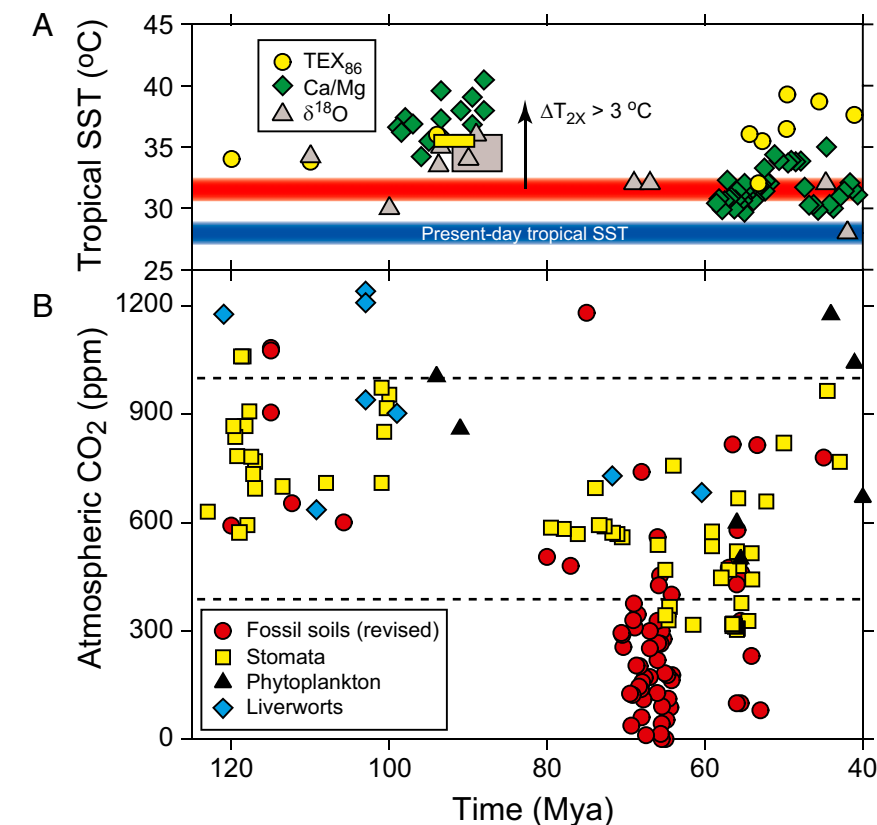 A
Tropical SST (ºC)
45
40
35
30
25
TEX86
Ca/Mg
δ18O
ΔT2X > 3 ºC
Present-day tropical SST
B
Atmospheric CO2 (ppm)
1200
900
600
300
0
Fossil soils (revised)
Stomata
Phytoplankton
Liverworts
120 100 80 60 40
Time (Mya)